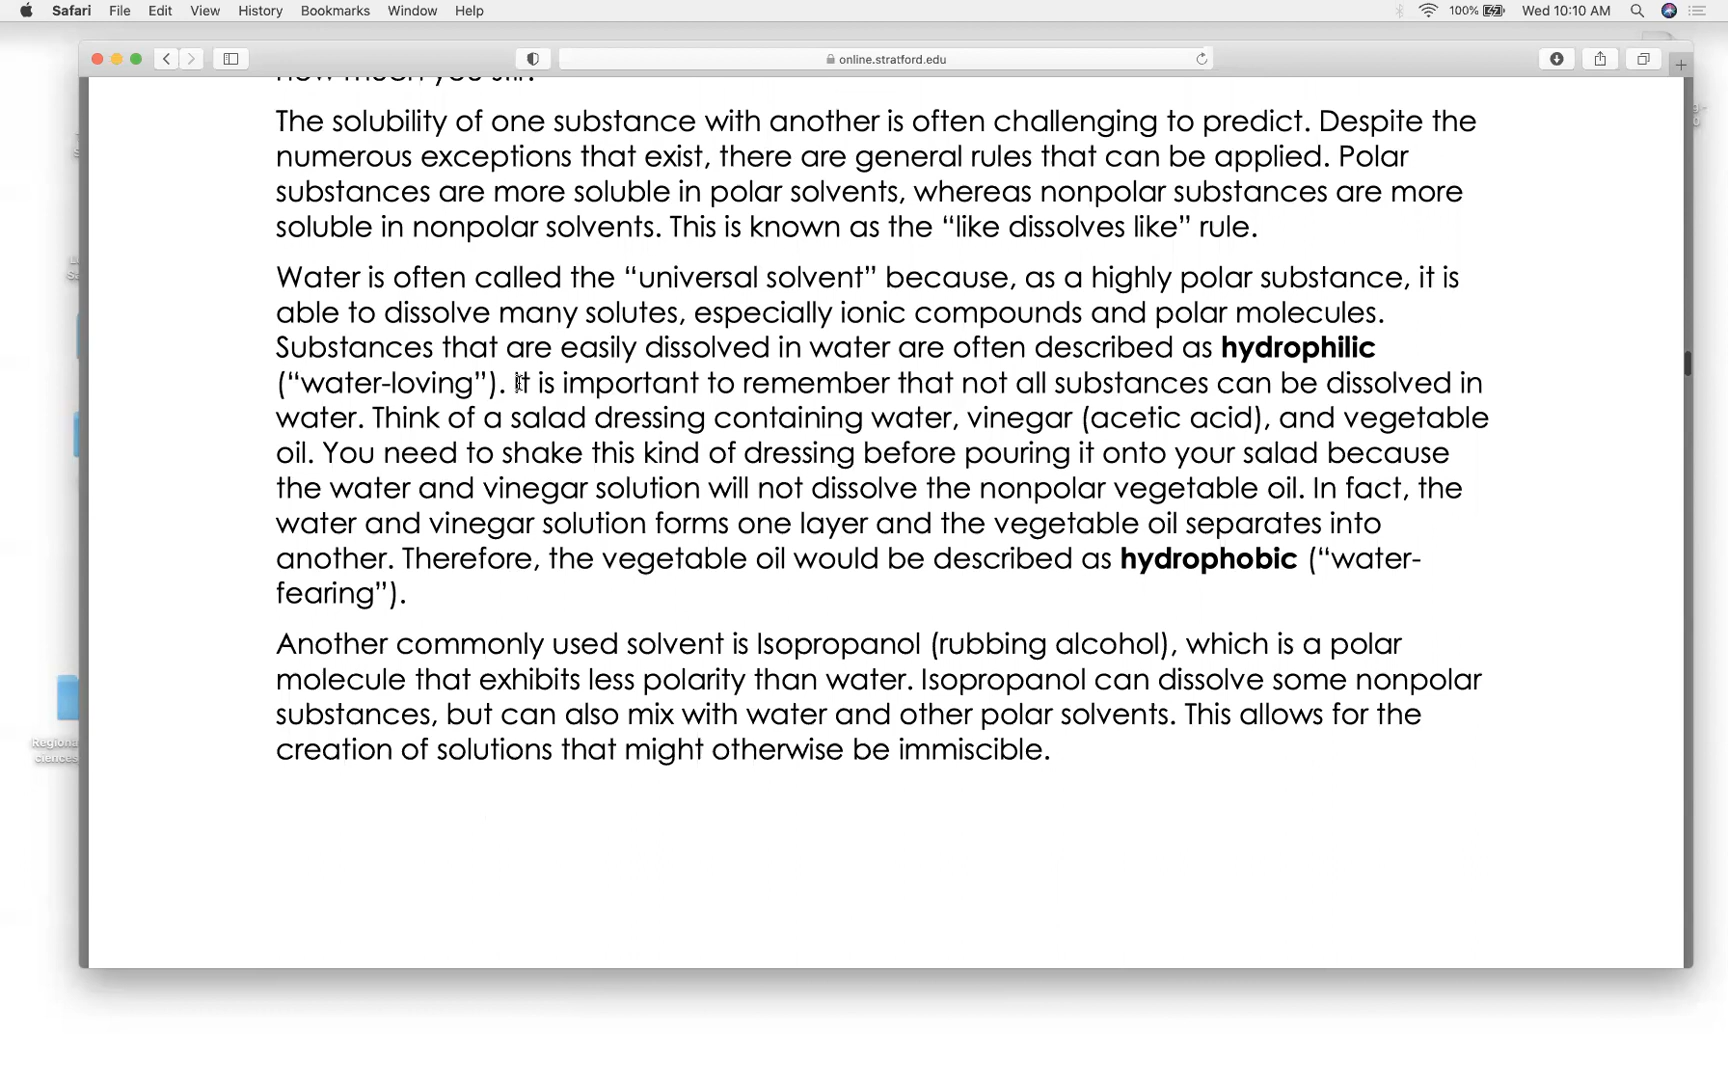 Safari File Edit View History Bookmarks Window Help 100% Wed 10:10 AM
online.stratford.edu
how much you stir.
The solubility of one substance with another is often challenging to predict. Despite the
numerous exceptions that exist, there are general rules that can be applied. Polar
substances are more soluble in polar solvents, whereas nonpolar substances are more
soluble in nonpolar solvents. This is known as the “like dissolves like” rule.
Water is often called the “universal solvent” because, as a highly polar substance, it is
able to dissolve many solutes, especially ionic compounds and polar molecules.
Substances that are easily dissolved in water are often described as hydrophilic
(“water-loving”). It is important to remember that not all substances can be dissolved in
water. Think of a salad dressing containing water, vinegar (acetic acid), and vegetable
oil. You need to shake this kind of dressing before pouring it onto your salad because
the water and vinegar solution will not dissolve the nonpolar vegetable oil. In fact, the
water and vinegar solution forms one layer and the vegetable oil separates into
another. Therefore, the vegetable oil would be described as hydrophobic (“water-
fearing”).
Another commonly used solvent is Isopropanol (rubbing alcohol), which is a polar
molecule that exhibits less polarity than water. Isopropanol can dissolve some nonpolar
substances, but can also mix with water and other polar solvents. This allows for the
creation of solutions that might otherwise be immiscible.
Regiona
ciences